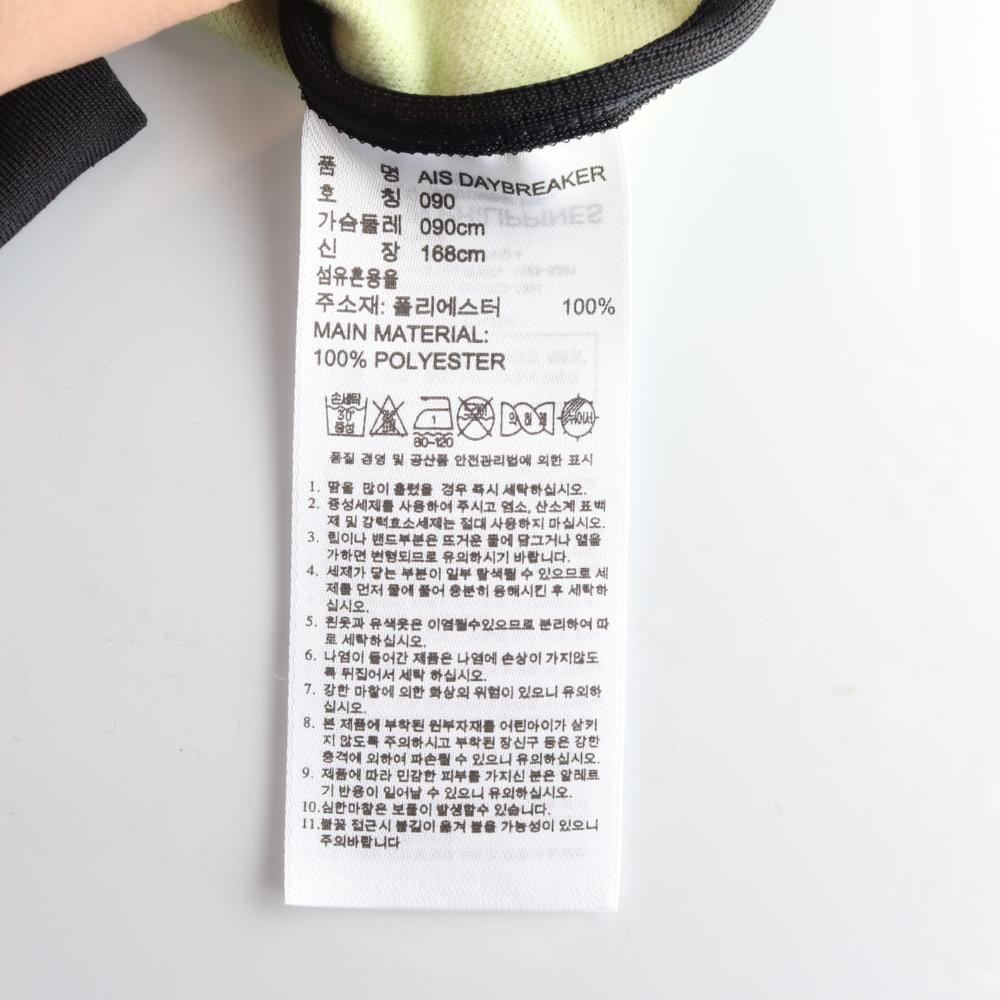 품 명 AIS DAYBREAKER
호 칭 090
가슴둘레 090cm
신 장 168cm
섬유혼용율
주소재: 폴리에스터 100%
MAIN MATERIAL:
100% POLYESTER
손세탁
30°
중성
1
80~120
드라이
약하게
품질 경영 및 공산품 안전관리법에 의한 표시
1. 땀을 많이 흘렸을 경우 즉시 세탁하십시오.
2. 중성세제를 사용하여 주시고 염소, 산소계 표백
제 및 강력효소세제는 절대 사용하지 마십시오.
3. 립이나 밴드부분은 뜨거운 물에 담그거나 열을
가하면 변형되므로 유의하시기 바랍니다.
4. 세제가 닿는 부분이 일부 탈색될 수 있으므로 세
제를 먼저 물에 풀어 충분히 용해시킨 후 세탁하
십시오.
5. 흰옷과 유색옷은 이염될수있으므로 분리하여 따
로 세탁하십시오.
6. 나염이 들어간 제품은 나염에 손상이 가지않도
록 뒤집어서 세탁 하십시오.
7. 강한 마찰에 의한 화상의 위험이 있으니 유의하
십시오.
8. 본 제품에 부착된 원부자재를 어린아이가 삼키
지 않도록 주의하시고 부착된 장신구 등은 강한
충격에 의하여 파손될 수 있으니 유의하십시오.
9. 제품에 따라 민감한 피부를 가지신 분은 알레르
기 반응이 일어날 수 있으니 유의하십시오.
10.심한마찰은 보풀이 발생할수 있습니다.
11.불꽃 접근시 불길이 옮겨 붙을 가능성이 있으니
주의바랍니다